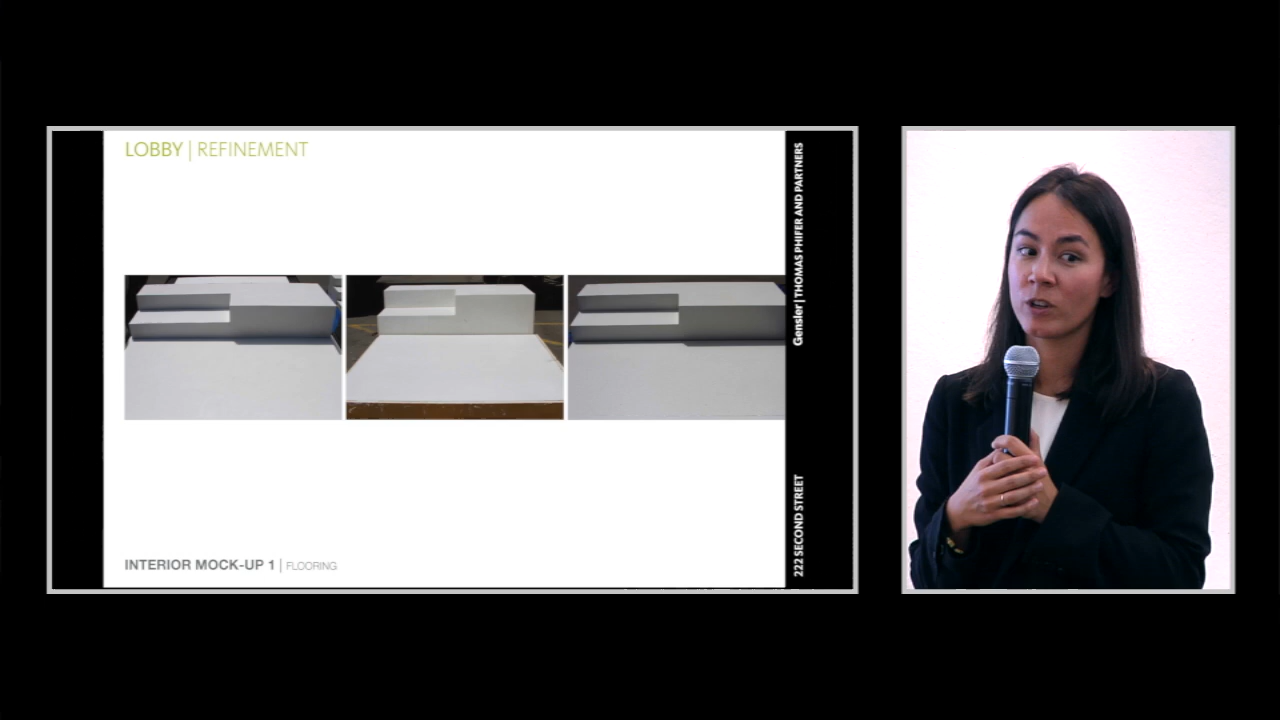 LOBBY | REFINEMENT
Gensler | THOMAS PHIFER AND PARTNERS
222 SECOND STREET
INTERIOR MOCK-UP 1 | FLOORING